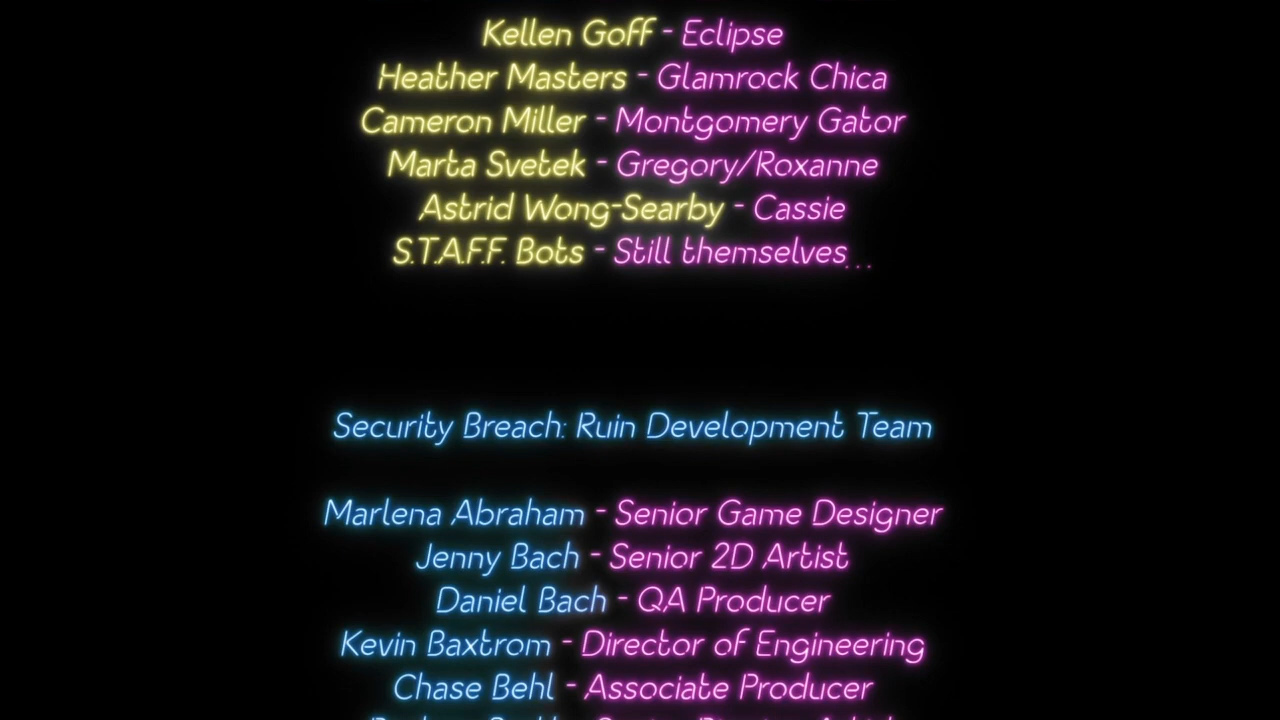 Kellen Goff - Eclipse
Heather Masters - Glamrock Chica
Cameron Miller - Montgomery Gator
Marta Svetek - Gregory/Roxanne
Astrid Wong-Searby - Cassie
S.T.A.F.F. Bots - Still themselves...
Security Breach: Ruin Development Team
Marlena Abraham - Senior Game Designer
Jenny Bach - Senior 2D Artist
Daniel Bach - QA Producer
Kevin Baxtrom - Director of Engineering
Chase Behl - Associate Producer